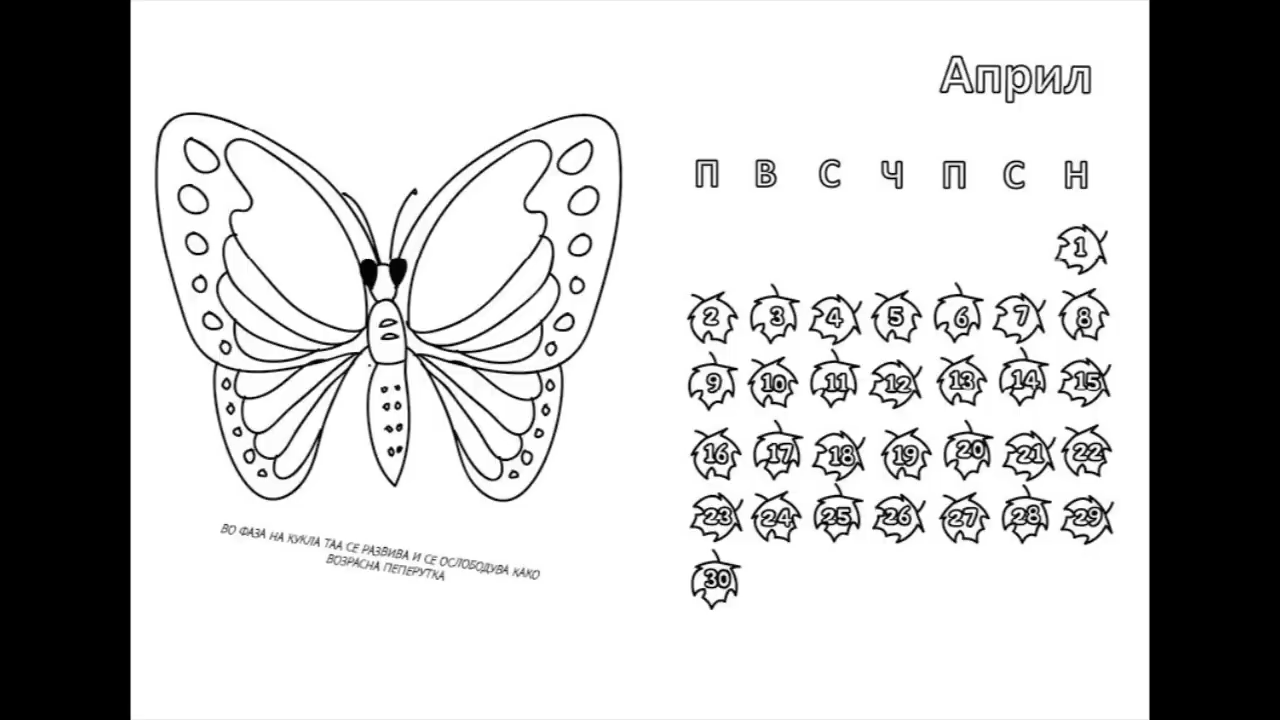 Април
П В С Ч П С Н
1
2 3 4 5 6 7 8
9 10 11 12 13 14 15
16 17 18 19 20 21 22
23 24 25 26 27 28 29
30
ВО ФАЗА НА КУКЛА ТАА СЕ РАЗВИВА И СЕ ОСЛОБОДУВА КАКО
ВОЗРАСНА ПЕПЕРУТКА